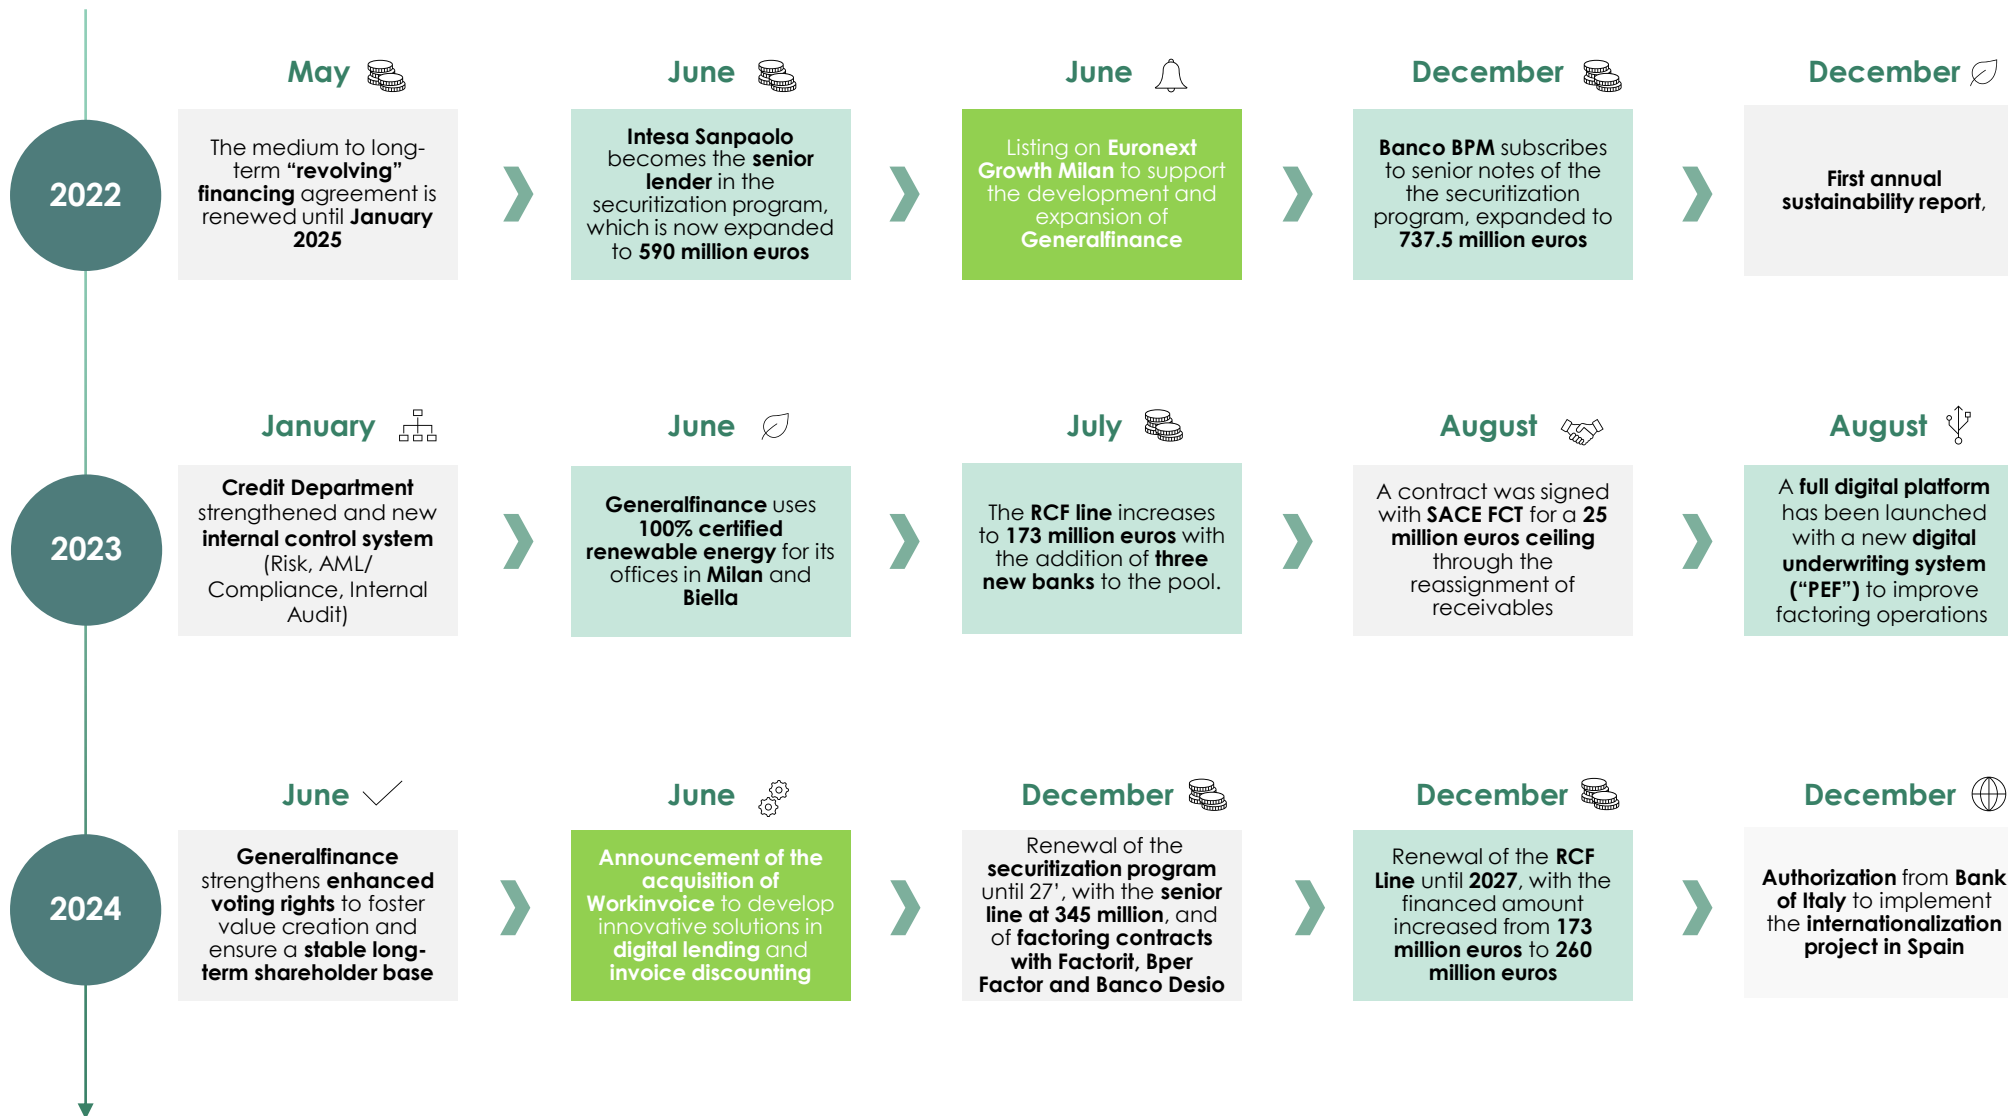 2022
May
The medium to long-
term “revolving”
financing agreement is
renewed until January
2025
June
Intesa Sanpaolo
becomes the senior
lender in the
securitization program,
which is now expanded
to 590 million euros
June
Listing on Euronext
Growth Milan to support
the development and
expansion of
Generalfinance
December
Banco BPM subscribes
to senior notes of the
the securitization
program, expanded to
737.5 million euros
December
First annual
sustainability report,
2023
January
Credit Department
strengthened and new
internal control system
(Risk, AML/
Compliance, Internal
Audit)
June
Generalfinance uses
100% certified
renewable energy for its
offices in Milan and
Biella
July
The RCF line increases
to 173 million euros with
the addition of three
new banks to the pool.
August
A contract was signed
with SACE FCT for a 25
million euros ceiling
through the
reassignment of
receivables
August
A full digital platform
has been launched
with a new digital
underwriting system
(“PEF”) to improve
factoring operations
2024
June
Generalfinance
strengthens enhanced
voting rights to foster
value creation and
ensure a stable long-
term shareholder base
June
Announcement of the
acquisition of
Workinvoice to develop
innovative solutions in
digital lending and
invoice discounting
December
Renewal of the
securitization program
until 27’, with the senior
line at 345 million, and
of factoring contracts
with Factorit, Bper
Factor and Banco Desio
December
Renewal of the RCF
Line until 2027, with the
financed amount
increased from 173
million euros to 260
million euros
December
Authorization from Bank
of Italy to implement
the internationalization
project in Spain